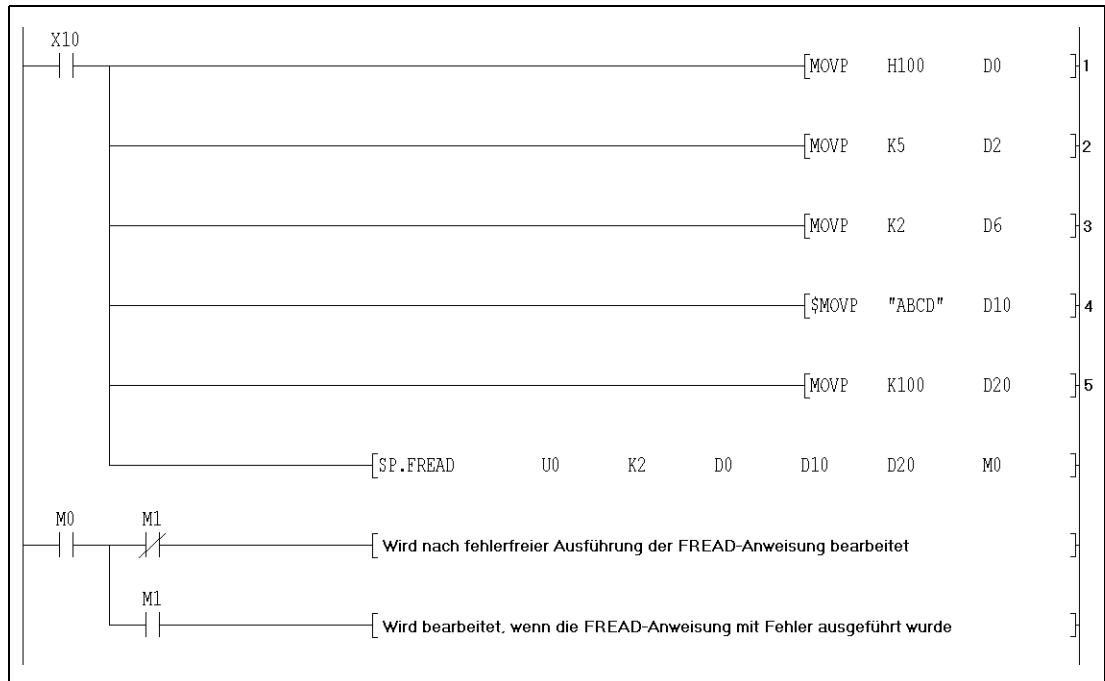 X10
[MOVP H100 D0 ] 1
[MOVP K5 D2 ] 2
[MOVP K2 D6 ] 3
[$MOVP "ABCD" D10 ] 4
[MOVP K100 D20 ] 5
[SP.FREAD U0 K2 D0 D10 D20 M0 ]
M0 M1
[ Wird nach fehlerfreier Ausführung der FREAD-Anweisung bearbeitet ]
M1
[ Wird bearbeitet, wenn die FREAD-Anweisung mit Fehler ausgeführt wurde ]